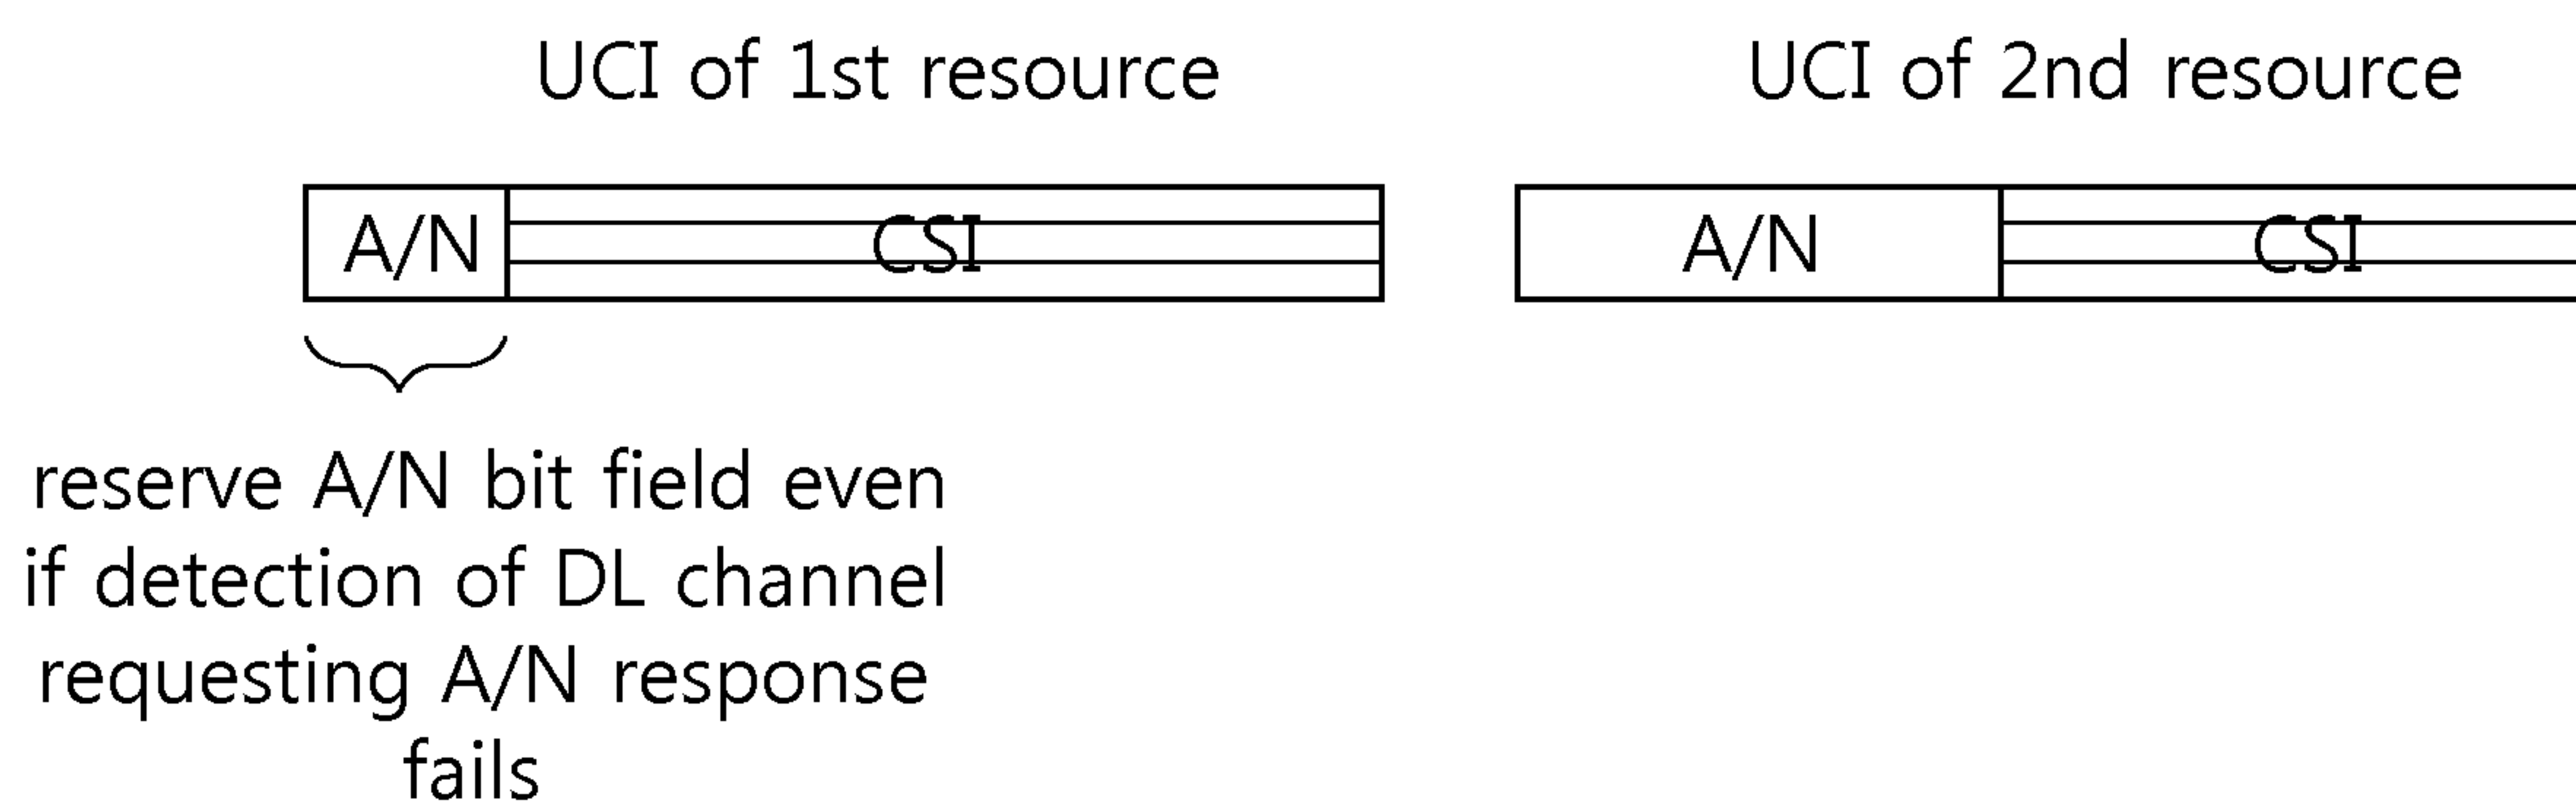 UCI of 1st resource
UCI of 2nd resource
A/N
CSI
A/N
CSI
reserve A/N bit field even
if detection of DL channel
requesting A/N response
fails